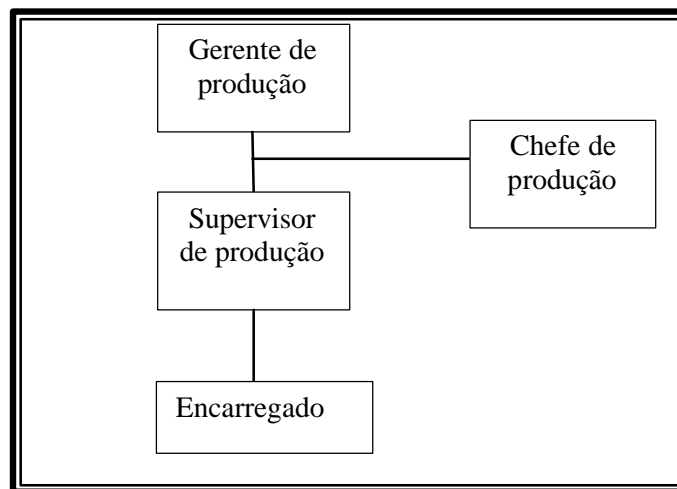 Gerente de
produção
Chefe de
produção
Supervisor
de produção
Encarregado